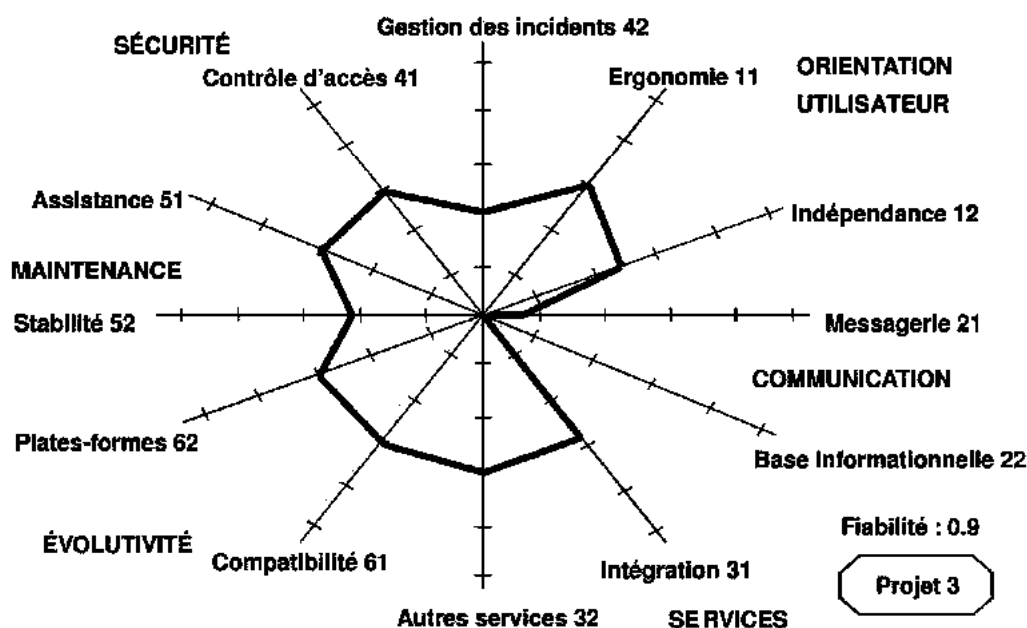 Gestion des incidents 42
SÉCURITÉ
Contrôle d'accès 41
Ergonomie 11
ORIENTATION
UTILISATEUR
Assistance 51
Indépendance 12
MAINTENANCE
Stabilité 52
Messagerie 21
COMMUNICATION
Plates-formes 62
Base Informationnelle 22
Fiabilité : 0.9
ÉVOLUTIVITÉ
Compatibilité 61
Intégration 31
Projet 3
Autres services 32
SERVICES